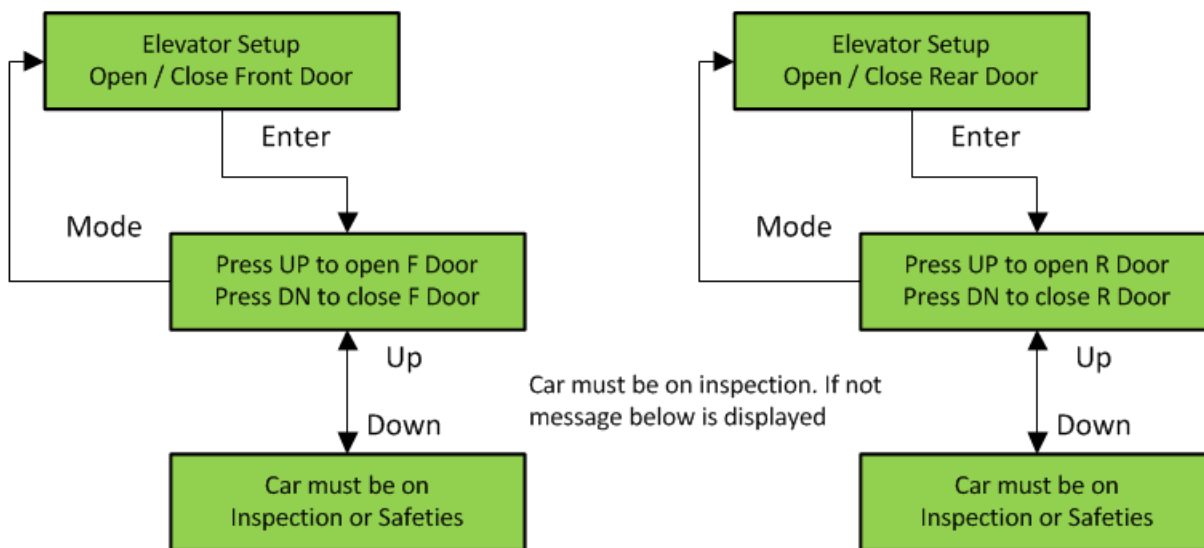 Elevator Setup
Open / Close Front Door
Enter
Mode
Press UP to open F Door
Press DN to close F Door
Up
Down
Car must be on
Inspection or Safeties
Car must be on inspection. If not
message below is displayed
Elevator Setup
Open / Close Rear Door
Enter
Mode
Press UP to open R Door
Press DN to close R Door
Up
Down
Car must be on
Inspection or Safeties